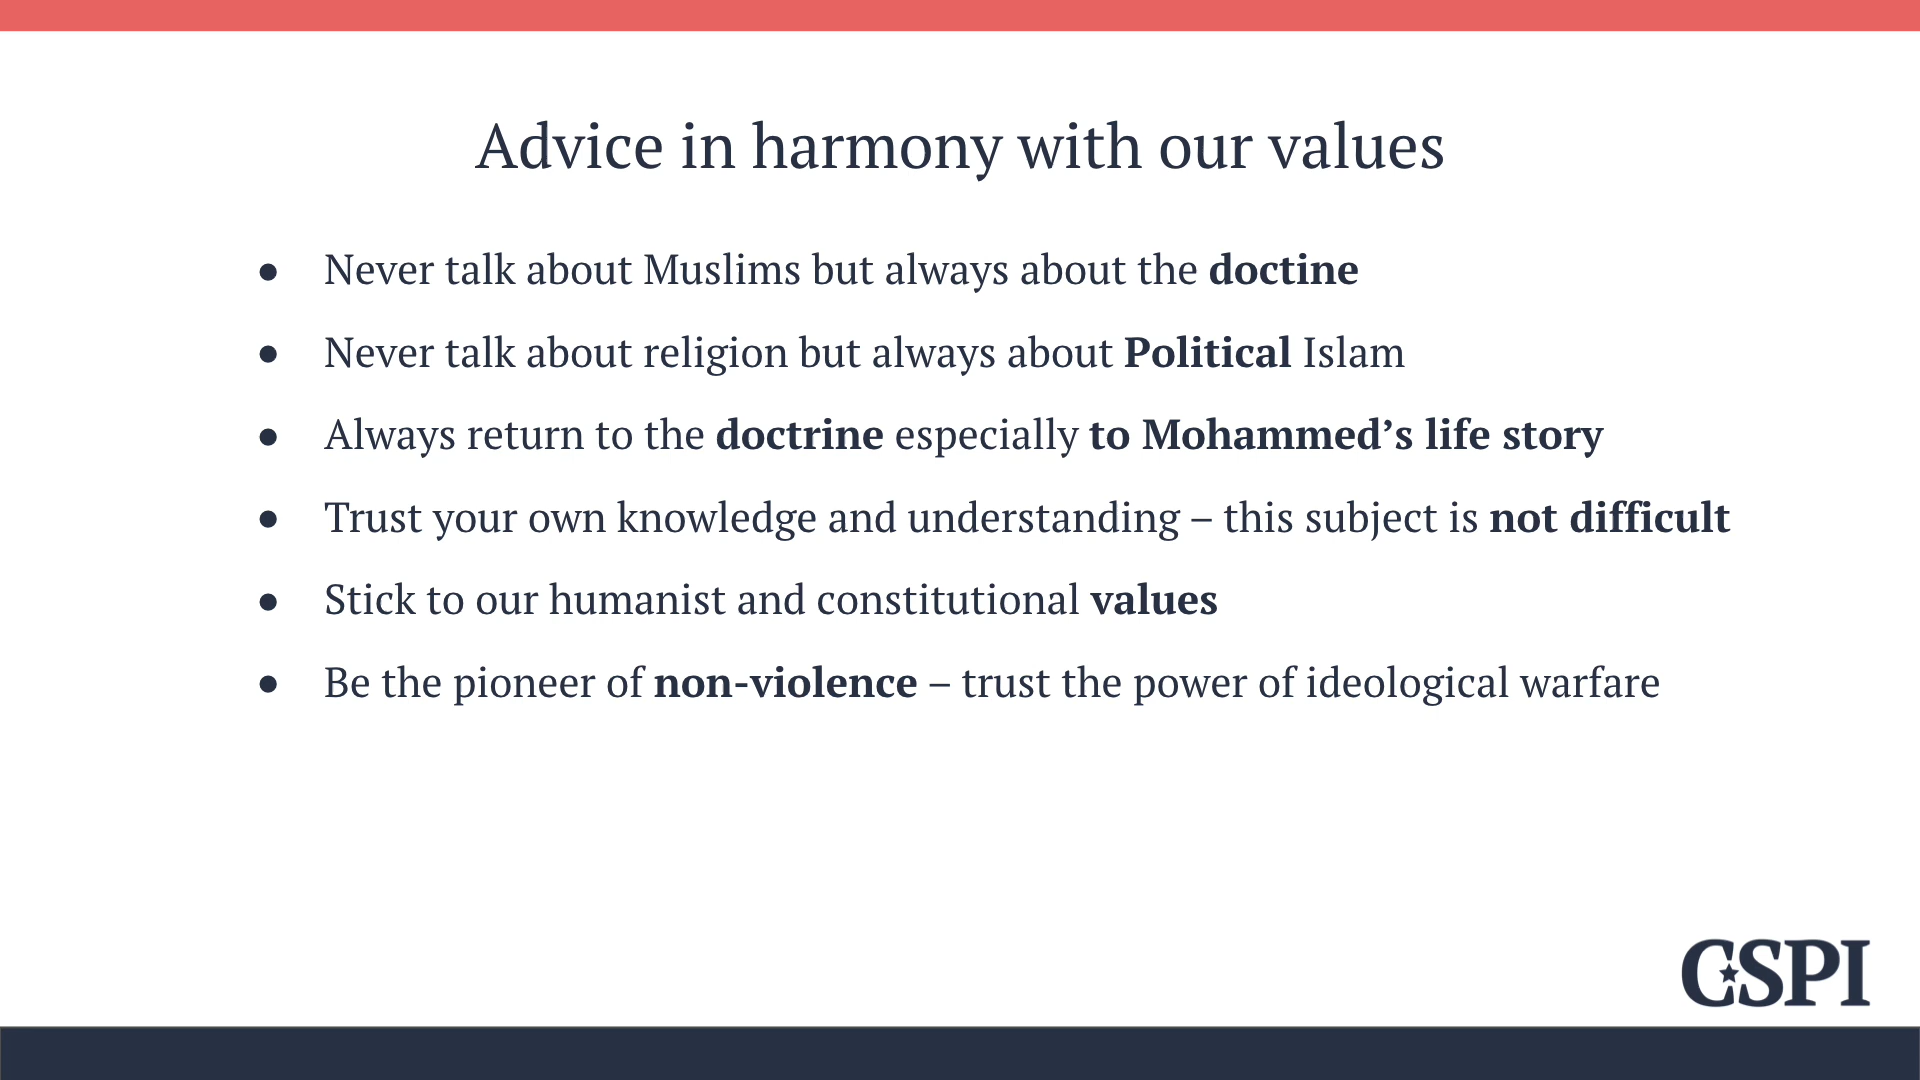 Advice in harmony with our values
● Never talk about Muslims but always about the doctine
● Never talk about religion but always about Political Islam
● Always return to the doctrine especially to Mohammed’s life story
● Trust your own knowledge and understanding – this subject is not difficult
● Stick to our humanist and constitutional values
● Be the pioneer of non-violence – trust the power of ideological warfare
CSPI